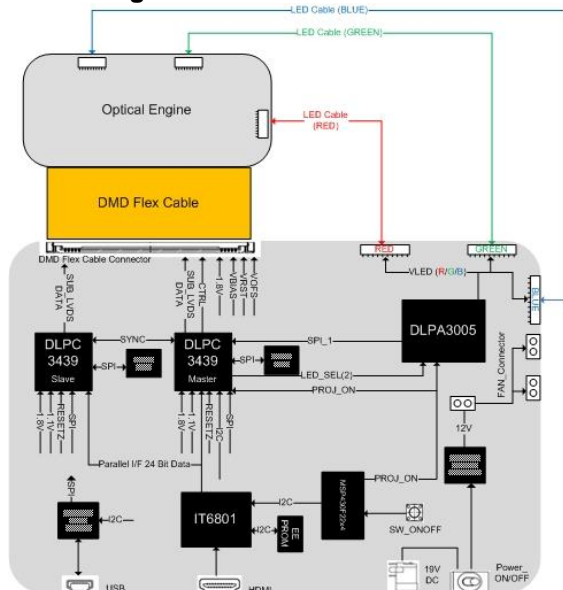 LED Cable (BLUE)
LED Cable (GREEN)
Optical Engine
LED Cable
(RED)
DMD Flex Cable
DMD Flex Cable Connector
RED
GREEN
BLUE
VLED (R/G/B)
SUB_LVDS
DATA
SUB_LVDS
DATA
CTRL
1.8V
VBIAS
VRST
VOFS
DLPC
3439
Slave
SYNC
SPI
DLPC
3439
Master
SPI
SPI_1
LED_SEL(2)
PROJ_ON
DLPA3005
FAN_Connector
12V
1.8V
1.1V
RESETZ
SPI
1.8V
1.1V
RESETZ
I2C
SPI
Parallel I/F 24 Bit Data
SPI
I2C
IT6801
I2C
I2C
EE
PROM
MSP430F22x4
PROJ_ON
SW_ONOFF
19V
DC
Power_
ON/OFF
USB
HDMI